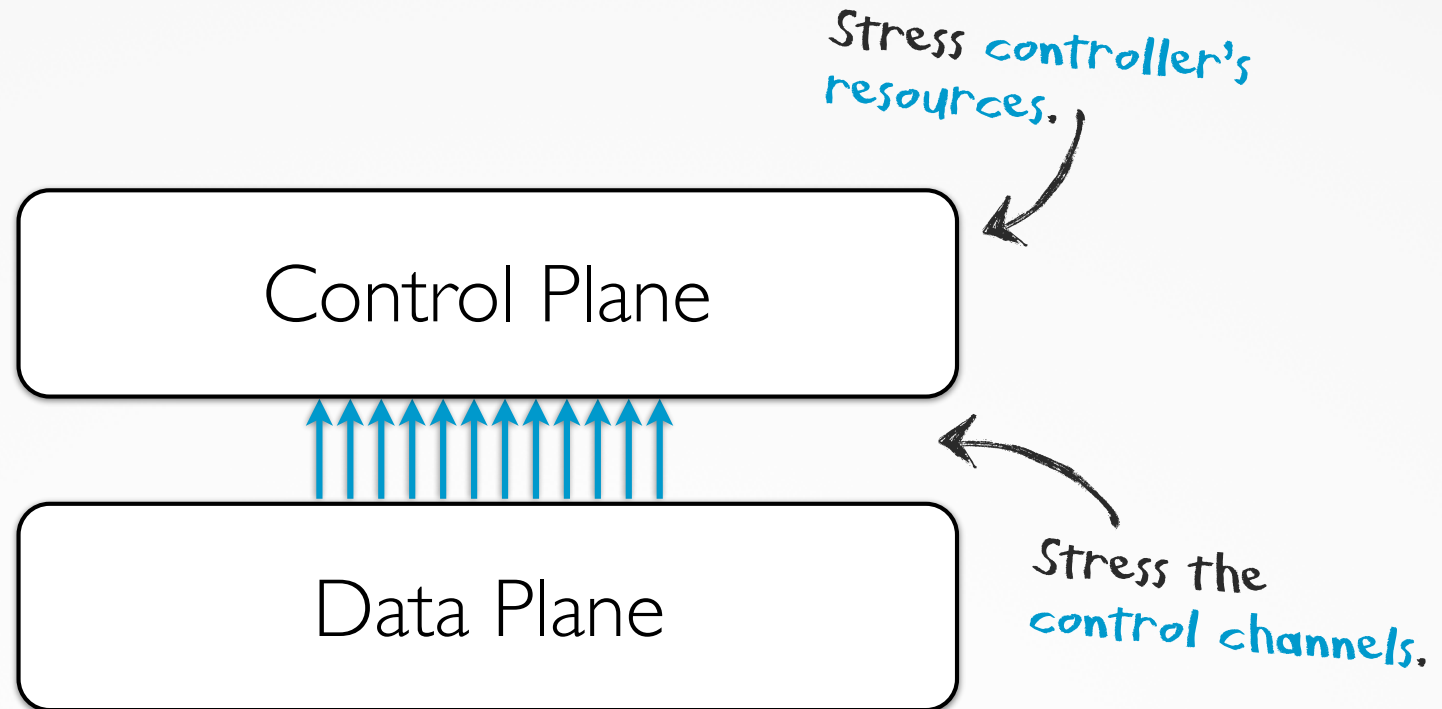 Stress controller's
resources.
Control Plane
Data Plane
Stress the
control channels.